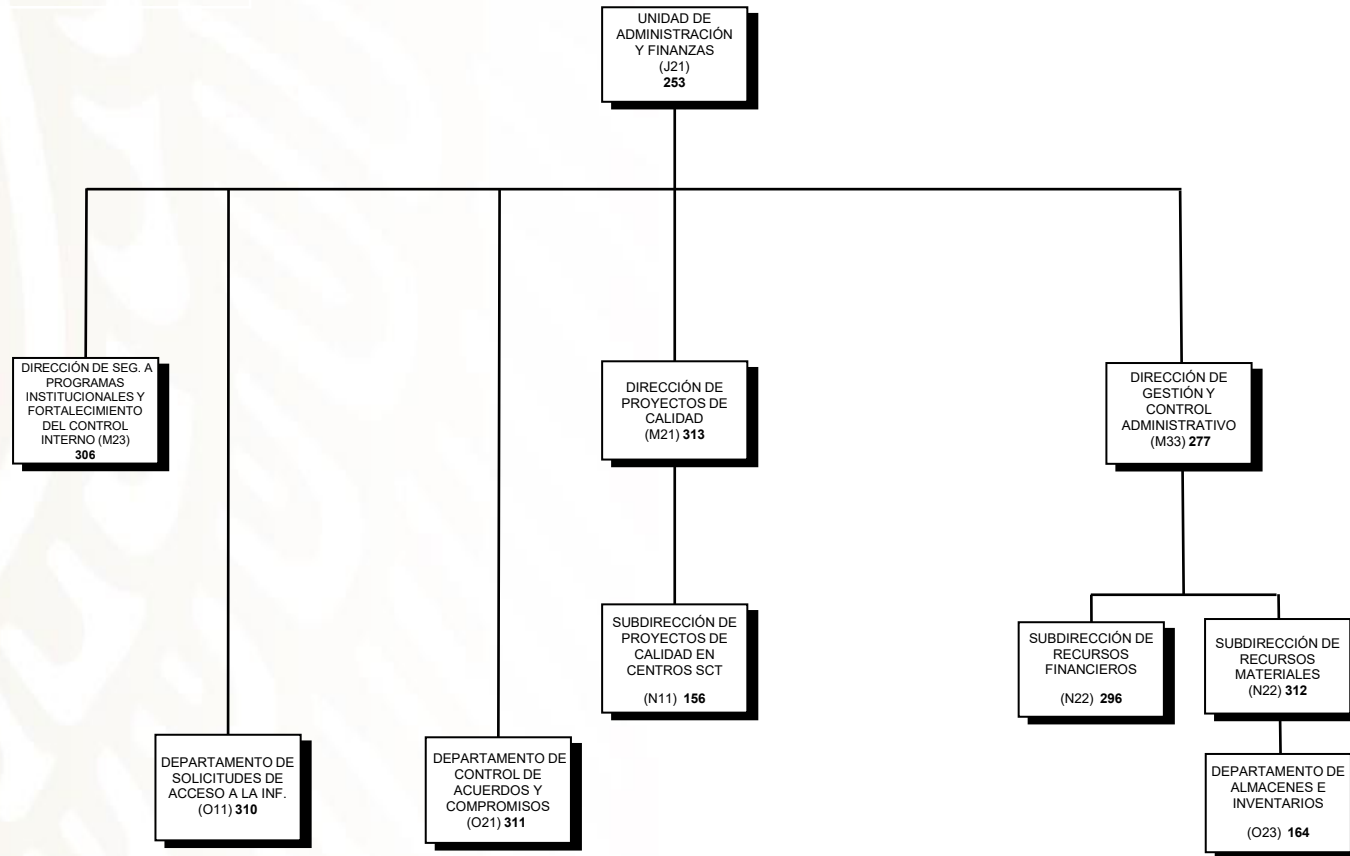 UNIDAD DE
ADMINISTRACIÓN
Y FINANZAS
(J21)
253
DIRECCIÓN DE SEG. A
PROGRAMAS
INSTITUCIONALES Y
FORTALECIMIENTO
DEL CONTROL
INTERNO (M23)
306
DIRECCIÓN DE
PROYECTOS DE
CALIDAD
(M21) 313
DIRECCIÓN DE
GESTIÓN Y
CONTROL
ADMINISTRATIVO
(M33) 277
SUBDIRECCIÓN DE
PROYECTOS DE
CALIDAD EN
CENTROS SCT
(N11) 156
SUBDIRECCIÓN DE
RECURSOS
FINANCIEROS
(N22) 296
SUBDIRECCIÓN DE
RECURSOS
MATERIALES
(N22) 312
DEPARTAMENTO DE
SOLICITUDES DE
ACCESO A LA INF.
(O11) 310
DEPARTAMENTO DE
CONTROL DE
ACUERDOS Y
COMPROMISOS
(O21) 311
DEPARTAMENTO DE
ALMACENES E
INVENTARIOS
(O23) 164